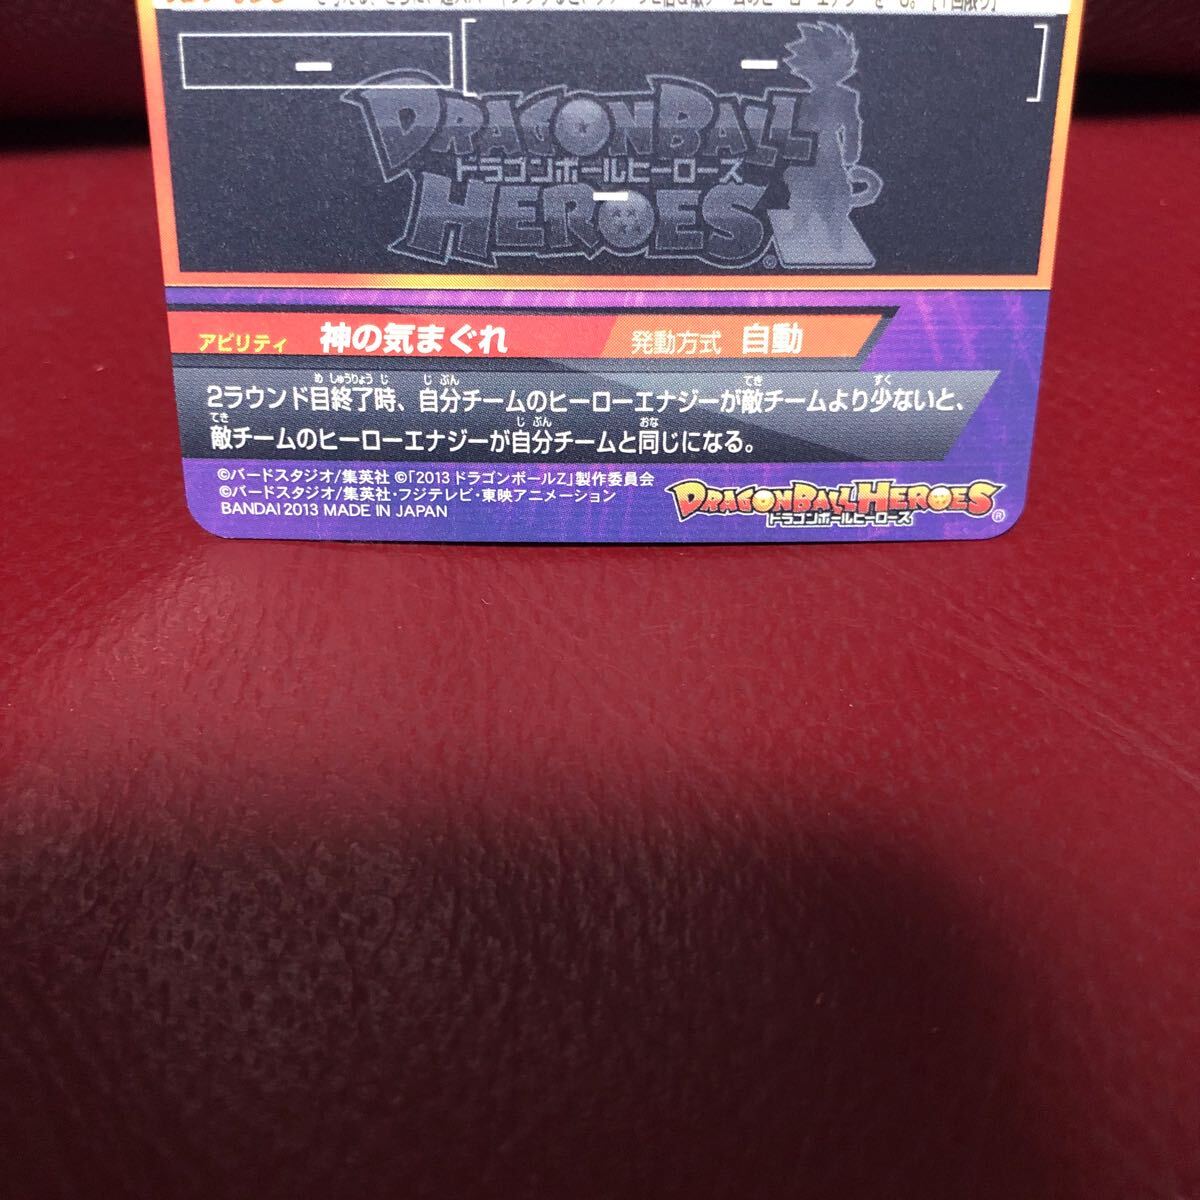 DRAGONBALL
ドラゴンボールヒーローズ
HEROES
アビリティ 神の気まぐれ 発動方式 自動
2ラウンド目終了時、自分チームのヒーローエナジーが敵チームより少ないと、
敵チームのヒーローエナジーが自分チームと同じになる。
©バードスタジオ/集英社 ©「2013 ドラゴンボールZ」製作委員会
©バードスタジオ/集英社・フジテレビ・東映アニメーション
BANDAI 2013 MADE IN JAPAN
DRAGONBALL HEROES
ドラゴンボールヒーローズ